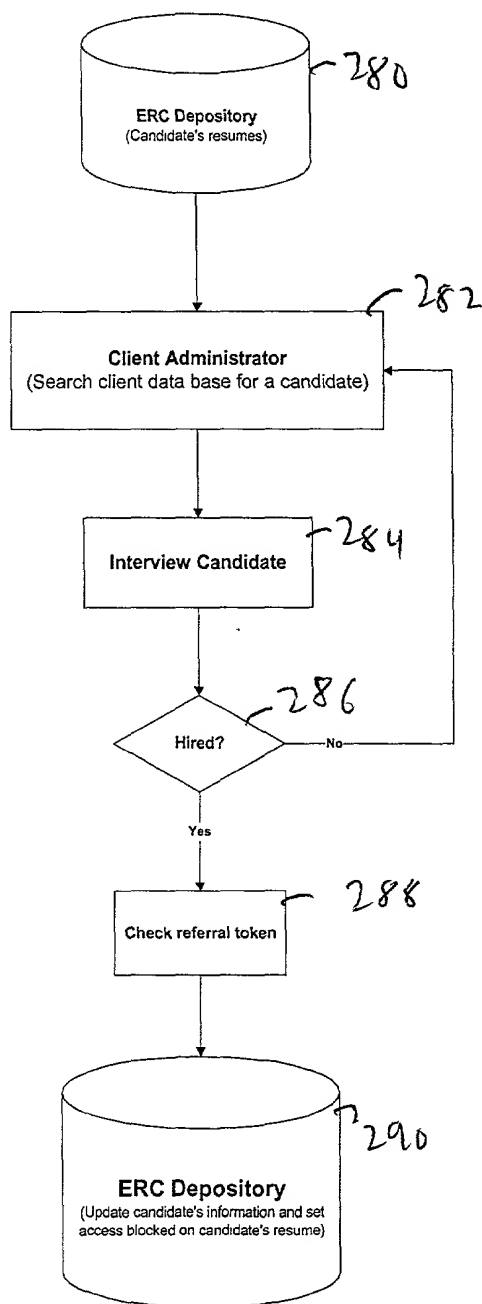 280
ERC Depository
(Candidate's resumes)
282
Client Administrator
(Search client data base for a candidate)
284
Interview Candidate
286
Hired?
No
Yes
288
Check referral token
290
ERC Depository
(Update candidate's information and set
access blocked on candidate's resume)